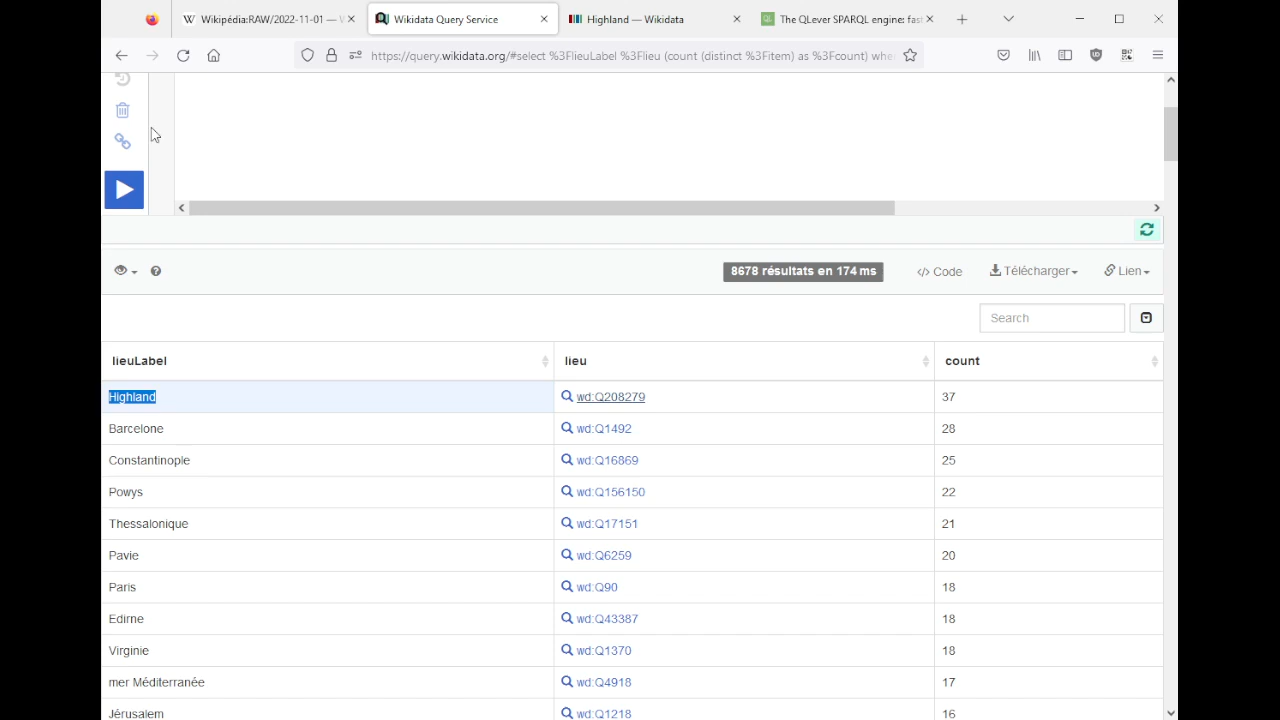 Wikipédia:RAW/2022-11-01 — W
Wikidata Query Service
Highland — Wikidata
The QLever SPARQL engine: fast
https://query.wikidata.org/#select %3FlieuLabel %3Flieu (count (distinct %3Fitem) as %3Fcount) whe
8678 résultats en 174 ms
</> Code
Télécharger
Lien
Search
lieuLabel lieu count
Highland wd:Q208279 37
Barcelone wd:Q1492 28
Constantinople wd:Q16869 25
Powys wd:Q156150 22
Thessalonique wd:Q17151 21
Pavie wd:Q6259 20
Paris wd:Q90 18
Edirne wd:Q43387 18
Virginie wd:Q1370 18
mer Méditerranée wd:Q4918 17
Jérusalem wd:Q1218 16